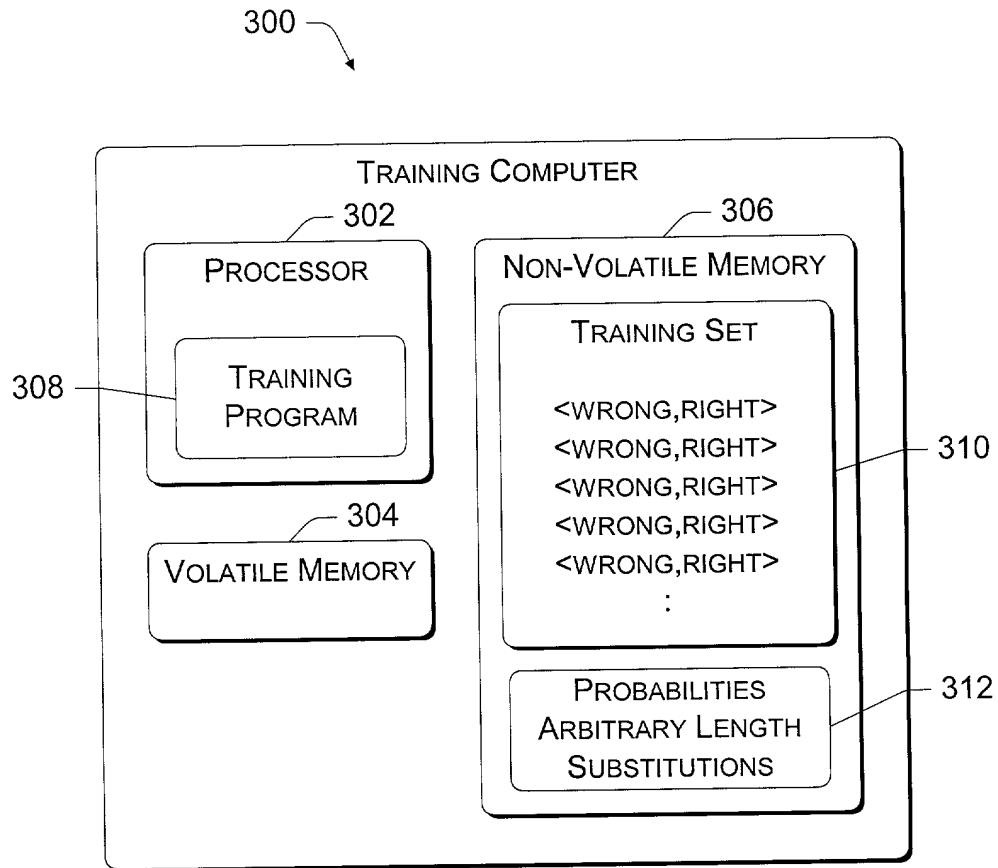 300
TRAINING COMPUTER
302
PROCESSOR
308
TRAINING
PROGRAM
304
VOLATILE MEMORY
306
NON-VOLATILE MEMORY
TRAINING SET
<WRONG,RIGHT>
<WRONG,RIGHT>
<WRONG,RIGHT>
<WRONG,RIGHT>
<WRONG,RIGHT>
:
310
PROBABILITIES
ARBITRARY LENGTH
SUBSTITUTIONS
312